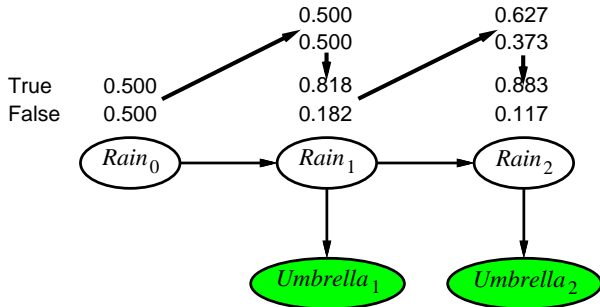 0.500 0.627
0.500 0.373
True 0.500 0.818 0.883
False 0.500 0.182 0.117
Rain0 Rain1 Rain2
Umbrella1 Umbrella2